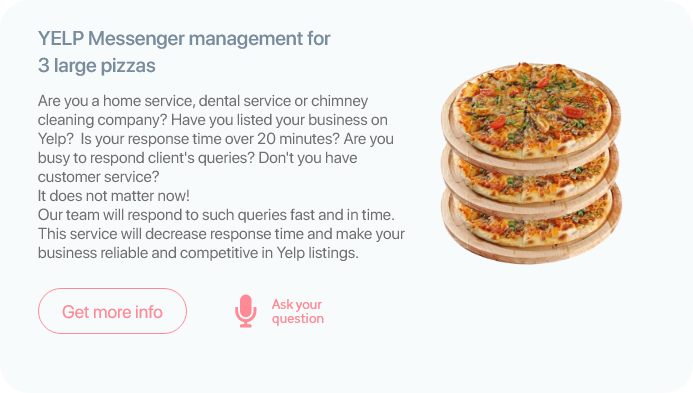 YELP Messenger management for
3 large pizzas
Are you a home service, dental service or chimney
cleaning company? Have you listed your business on
Yelp?  Is your response time over 20 minutes? Are you
busy to respond client's queries? Don't you have
customer service?
It does not matter now!
Our team will respond to such queries fast and in time.
This service will decrease response time and make your
business reliable and competitive in Yelp listings.
Get more info
Ask your
question